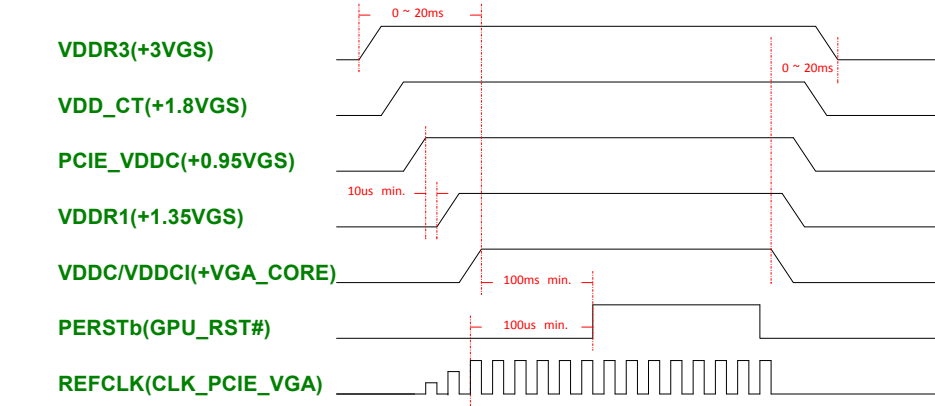 0 ~ 20ms
VDDR3(+3VGS)
0 ~ 20ms
VDD_CT(+1.8VGS)
PCIE_VDDC(+0.95VGS)
10us min.
VDDR1(+1.35VGS)
VDDC/VDDCI(+VGA_CORE)
100ms min.
PERSTb(GPU_RST#)
100us min.
REFCLK(CLK_PCIE_VGA)